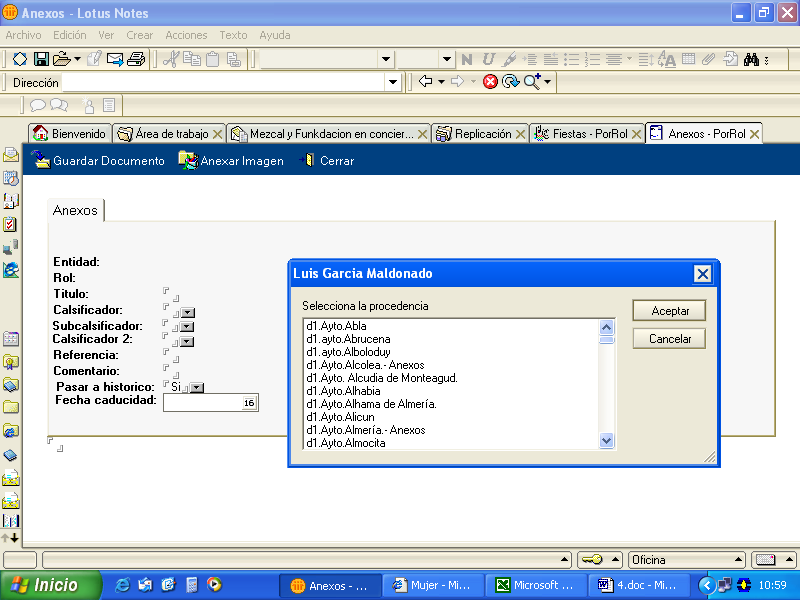 Anexos - Lotus Notes
Archivo Edición Ver Crear Acciones Texto Ayuda
N U
Dirección
Bienvenido Área de trabajo Mezcal y Funkdacion en concier... Replicación Fiestas - PorRol Anexos - PorRol
Guardar Documento Anexar Imagen Cerrar
Anexos
Entidad:
Rol:
Titulo:
Calsificador:
Subcalsificador:
Calsificador 2:
Referencia:
Comentario:
Pasar a historico: Si
Fecha caducidad: 16
Luis Garcia Maldonado
Selecciona la procedencia
d1.Ayto.Abla
d1.ayto.Abrucena
d1.ayto.Alboloduy
d1.Ayto.Alcolea.- Anexos
d1.Ayto. Alcudia de Monteagud.
d1.Ayto.Alhabia
d1.Ayto.Alhama de Almería.
d1.Ayto.Alicun
d1.Ayto.Almería.- Anexos
d1.Ayto.Almocita
Aceptar
Cancelar
Oficina
Inicio Anexos - ... Mujer - Mi... Microsoft ... 4.doc - Mi... 10:59